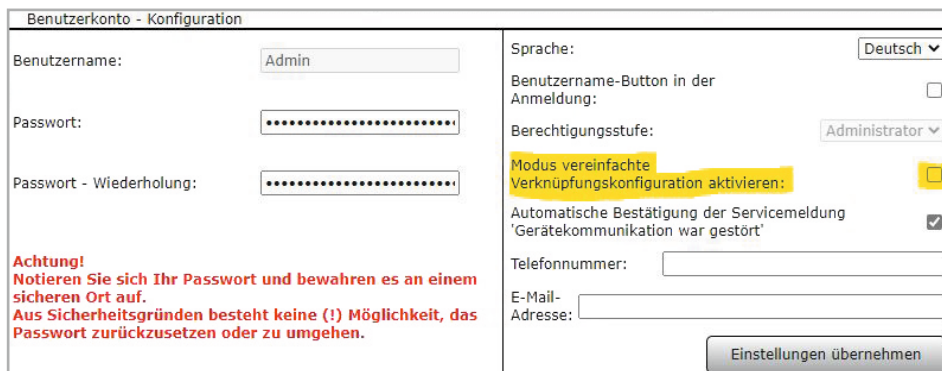 Benutzerkonto - Konfiguration
Benutzername:
Admin
Passwort:
••••••••••••••••••••••••••
Passwort - Wiederholung:
••••••••••••••••••••••••••
Achtung!
Notieren Sie sich Ihr Passwort und bewahren es an einem
sicheren Ort auf.
Aus Sicherheitsgründen besteht keine (!) Möglichkeit, das
Passwort zurückzusetzen oder zu umgehen.
Sprache:
Deutsch
Benutzername-Button in der
Anmeldung:
Berechtigungsstufe:
Administrator
Modus vereinfachte
Verknüpfungskonfiguration aktivieren:
Automatische Bestätigung der Servicemeldung
'Gerätekommunikation war gestört'
Telefonnummer:
E-Mail-
Adresse:
Einstellungen übernehmen